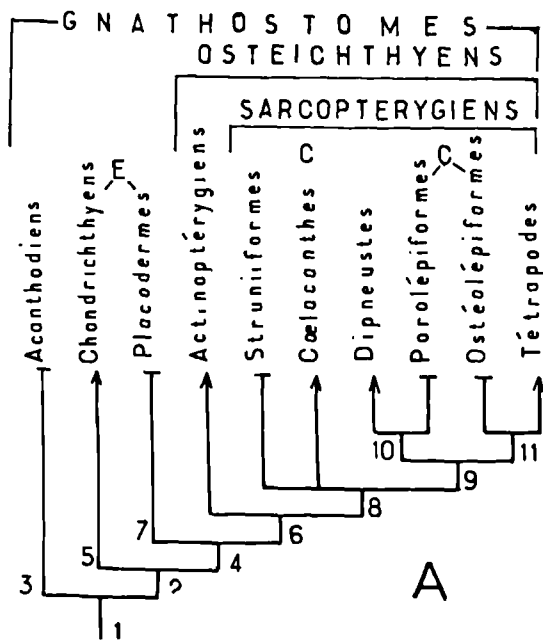 GNATHOSTOMES
OSTEICHTHYENS
SARCOPTERYGIENS
Acanthodiens
Chondrichthyens
E
Placodermes
Actinoptérygiens
Struniiformes
Cœlacanthes
C
Dipneustes
Porolépiformes
C
Ostéolépiformes
Tétrapodes
10
11
9
8
7
6
5
4
3
2
1
A